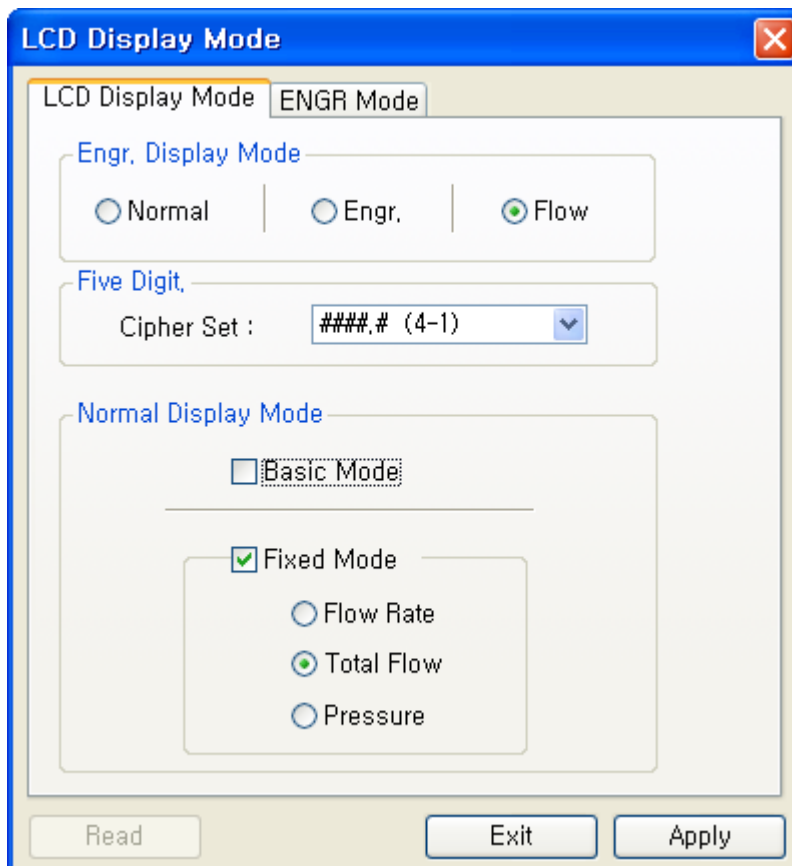 LCD Display Mode
LCD Display Mode ENGR Mode
Engr. Display Mode
Normal Engr. Flow
Five Digit.
Cipher Set : ####.# (4-1)
Normal Display Mode
Basic Mode
Fixed Mode
Flow Rate
Total Flow
Pressure
Read Exit Apply